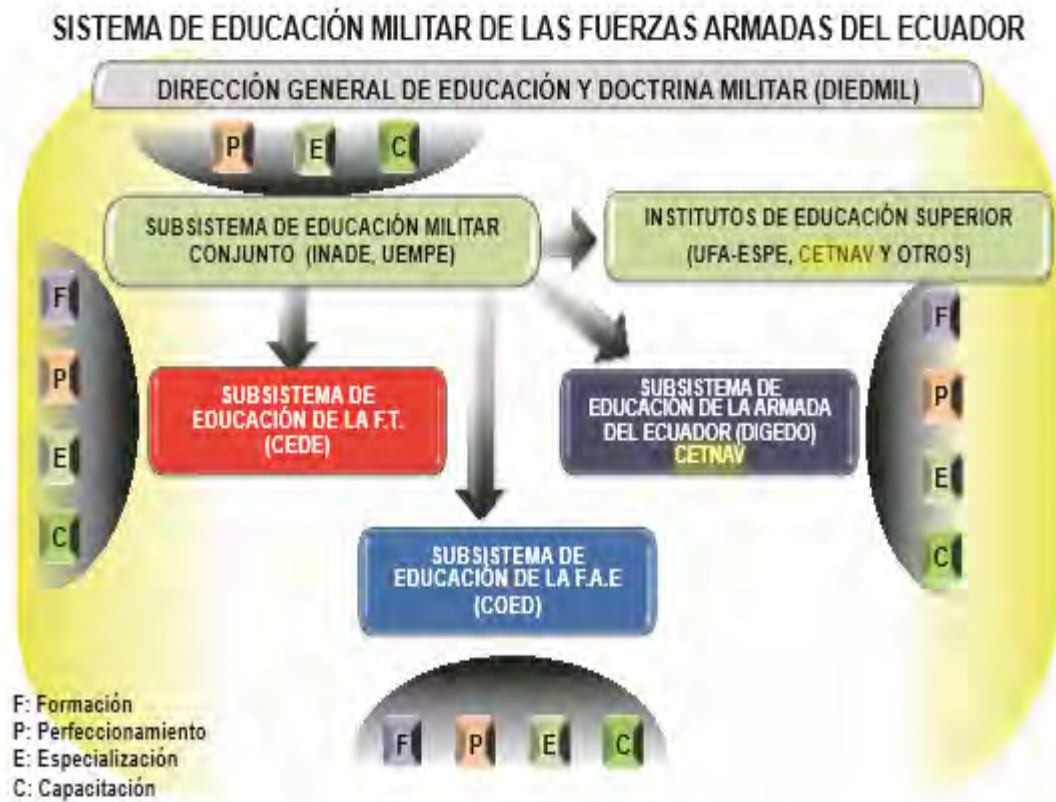 SISTEMA DE EDUCACIÓN MILITAR DE LAS FUERZAS ARMADAS DEL ECUADOR
DIRECCIÓN GENERAL DE EDUCACIÓN Y DOCTRINA MILITAR (DIEDMIL)
P E C
SUBSISTEMA DE EDUCACIÓN MILITAR
CONJUNTO (INADE, UEMPE)
INSTITUTOS DE EDUCACIÓN SUPERIOR
(UFA-ESPE, CETNAV Y OTROS)
F
P
E
C
SUBSISTEMA DE
EDUCACIÓN DE LA F.T.
(CEDE)
SUBSISTEMA DE
EDUCACIÓN DE LA ARMADA
DEL ECUADOR (DIGEDO)
CETNAV
F
P
E
C
SUBSISTEMA DE
EDUCACIÓN DE LA F.A.E
(COED)
F P E C
F: Formación
P: Perfeccionamiento
E: Especialización
C: Capacitación